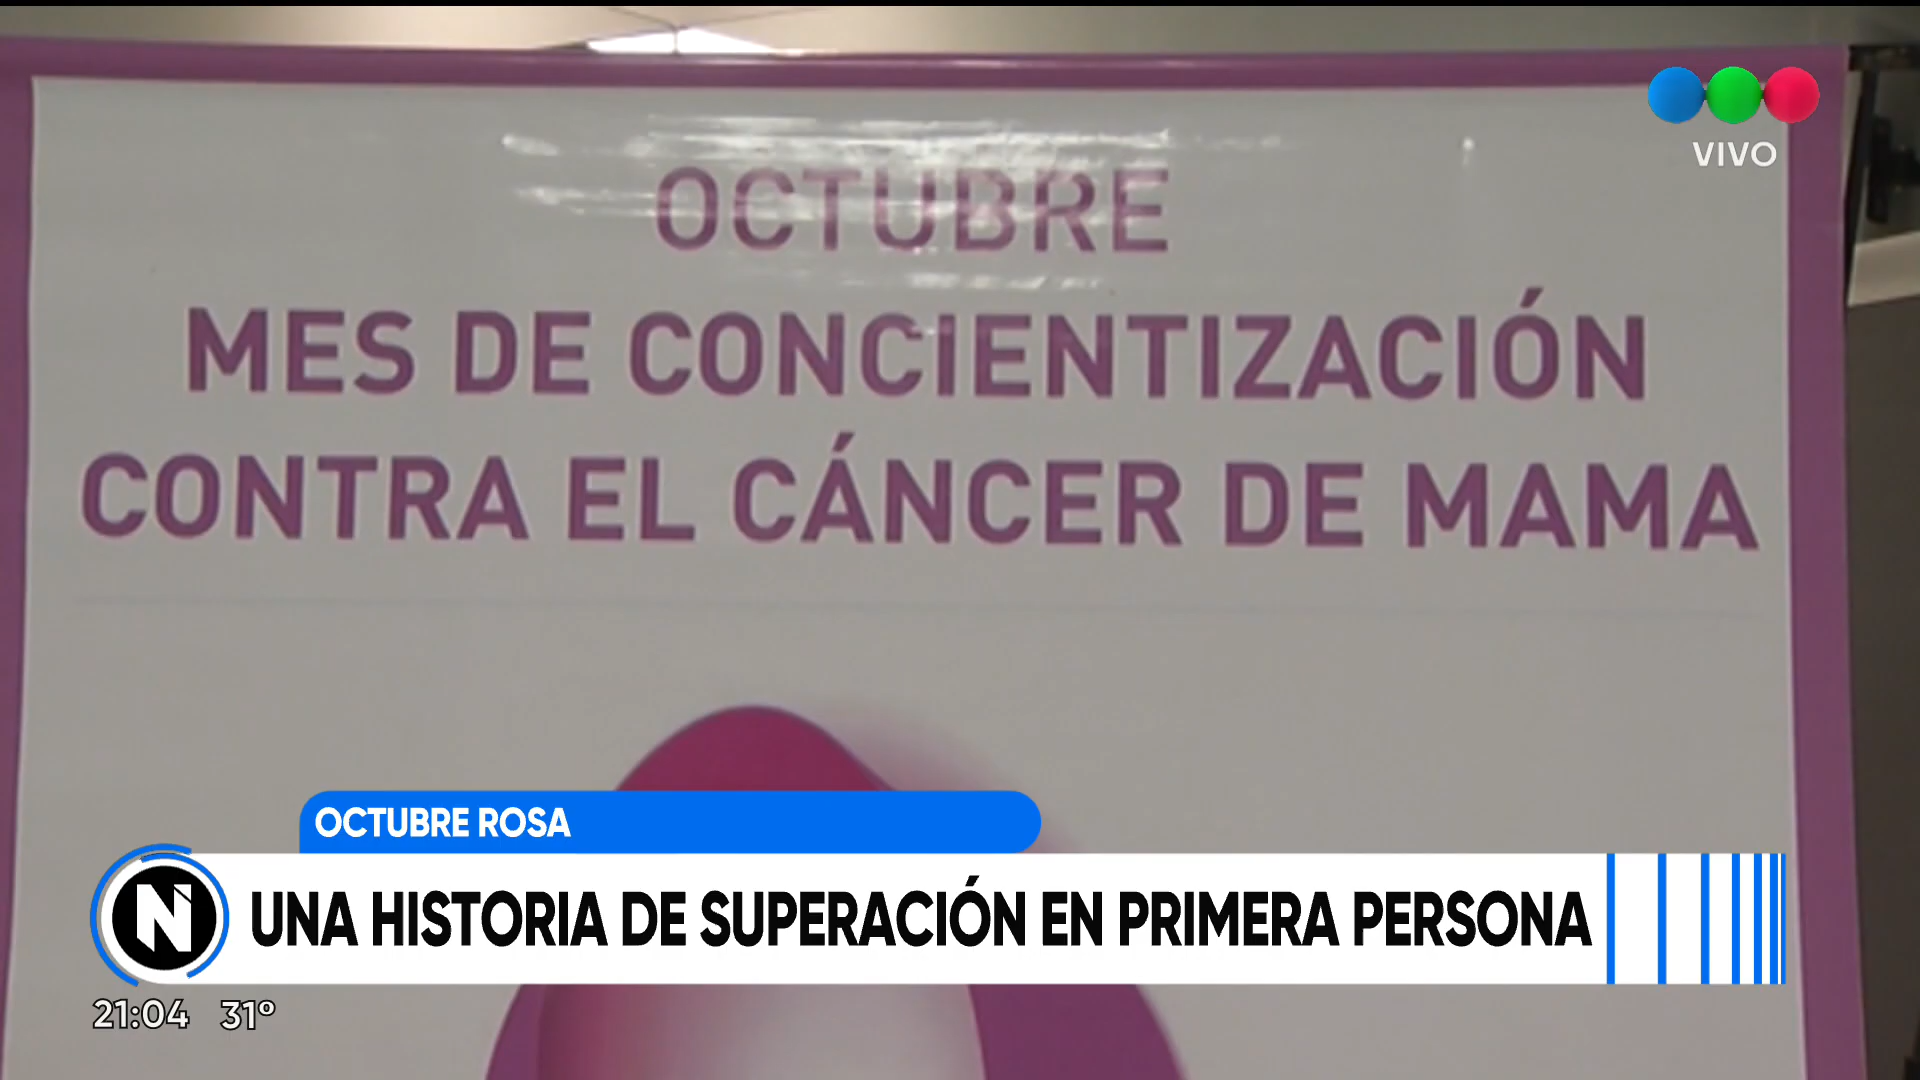 VIVO
OCTUBRE
MES DE CONCIENTIZACIÓN
CONTRA EL CÁNCER DE MAMA
OCTUBRE ROSA
N UNA HISTORIA DE SUPERACIÓN EN PRIMERA PERSONA
21:04 31º